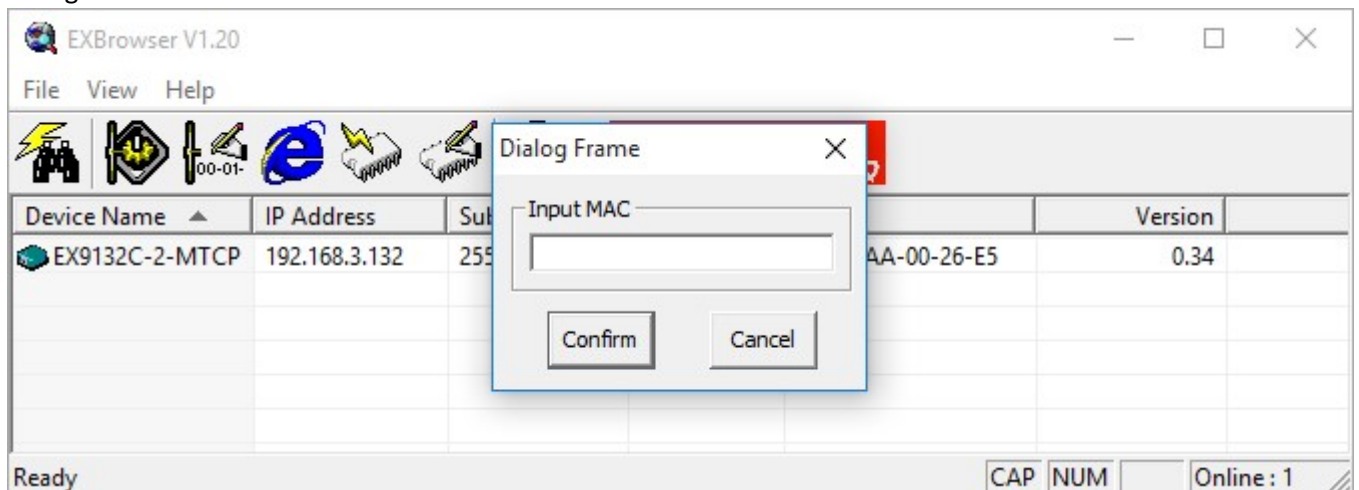 EXBrowser V1.20
File View Help
00-01-
Dialog Frame
Input MAC
Confirm Cancel
Device Name IP Address Version
EX9132C-2-MTCP 192.168.3.132 255 AA-00-26-E5 0.34
Ready CAP NUM Online : 1